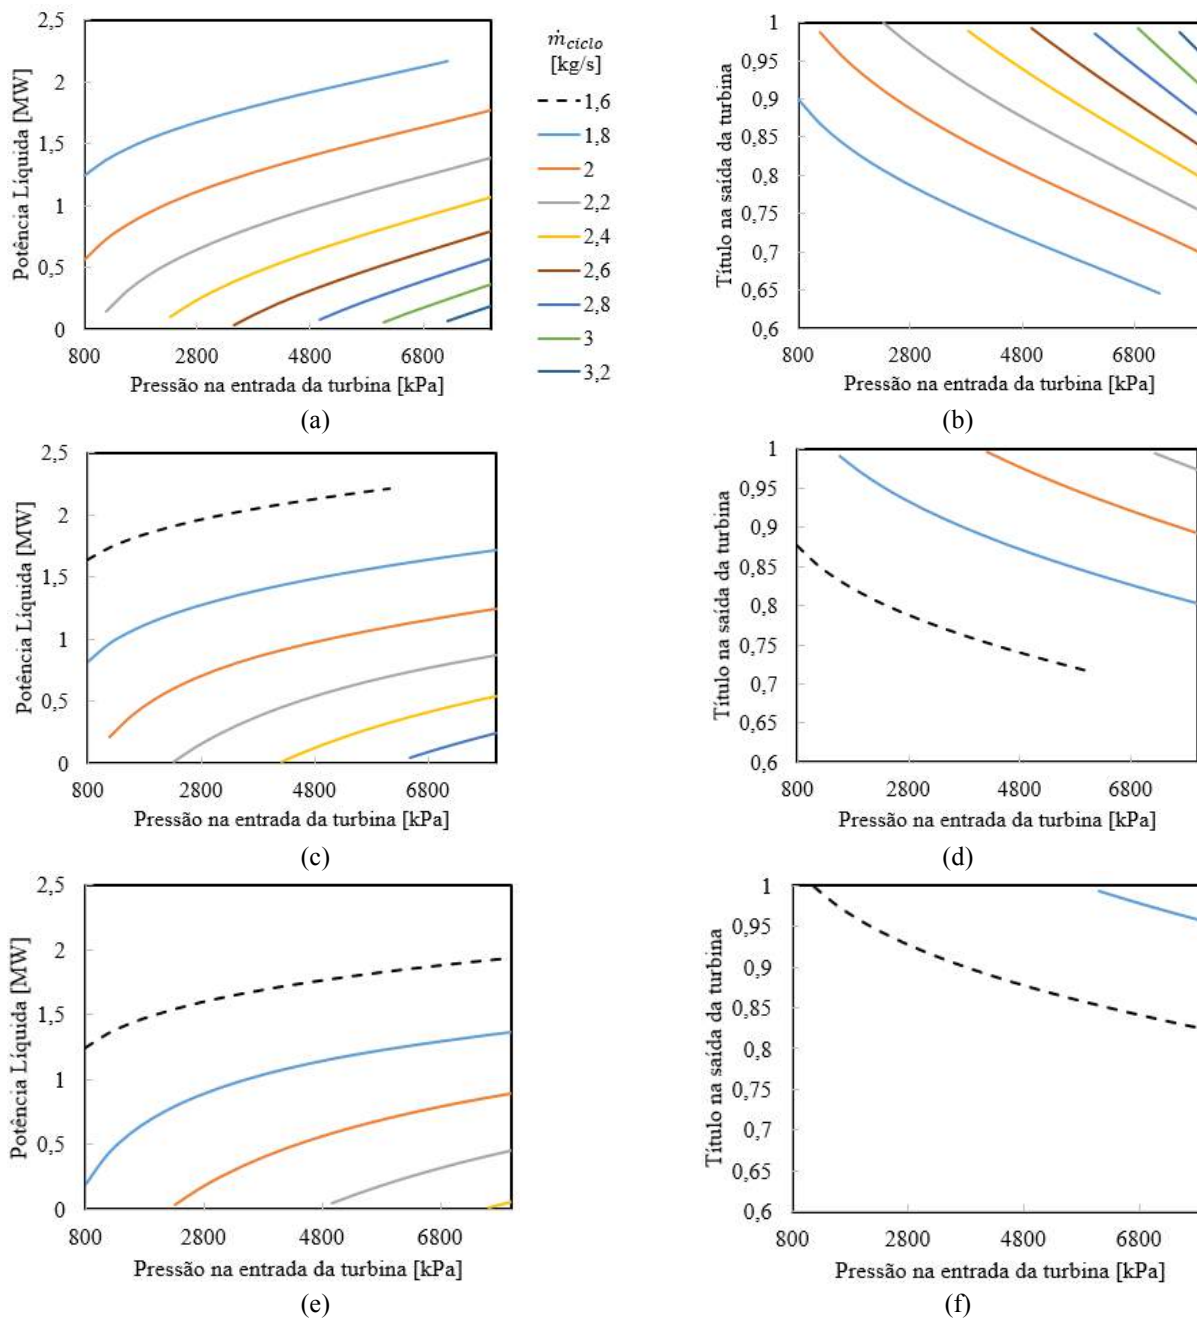 2,5
2
1,5
1
0,5
0
Potência Líquida [MW]
800 2800 4800 6800
Pressão na entrada da turbina [kPa]
(a)
ṁciclo
[kg/s]
1,6
1,8
2
2,2
2,4
2,6
2,8
3
3,2
1
0,95
0,9
0,85
0,8
0,75
0,7
0,65
0,6
Título na saída da turbina
800 2800 4800 6800
Pressão na entrada da turbina [kPa]
(b)
2,5
2
1,5
1
0,5
0
Potência Líquida [MW]
800 2800 4800 6800
Pressão na entrada da turbina [kPa]
(c)
1
0,95
0,9
0,85
0,8
0,75
0,7
0,65
0,6
Título na saída da turbina
800 2800 4800 6800
Pressão na entrada da turbina [kPa]
(d)
2,5
2
1,5
1
0,5
0
Potência Líquida [MW]
800 2800 4800 6800
Pressão na entrada da turbina [kPa]
(e)
1
0,95
0,9
0,85
0,8
0,75
0,7
0,65
0,6
Título na saída da turbina
800 2800 4800 6800
Pressão na entrada da turbina [kPa]
(f)